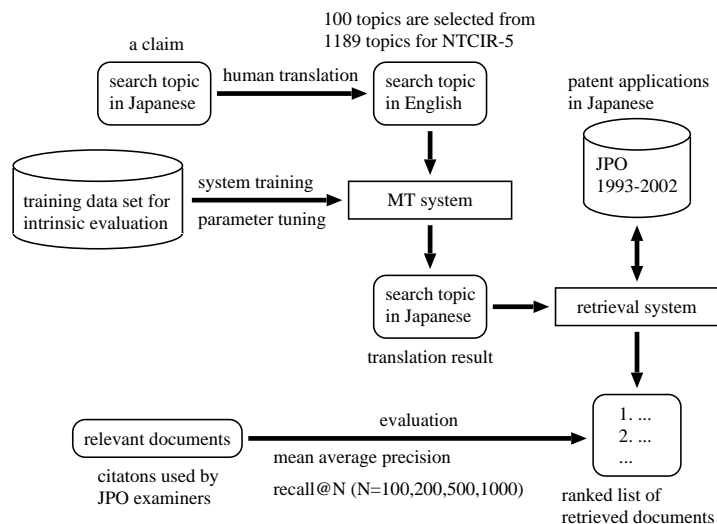 100 topics are selected from
1189 topics for NTCIR-5
a claim
search topic
in Japanese
human translation
search topic
in English
patent applications
in Japanese
JPO
1993-2002
training data set for
intrinsic evaluation
system training
parameter tuning
MT system
search topic
in Japanese
translation result
retrieval system
relevant documents
citatons used by
JPO examiners
evaluation
mean average precision
recall@N (N=100,200,500,1000)
1. ...
2. ...
...
ranked list of
retrieved documents